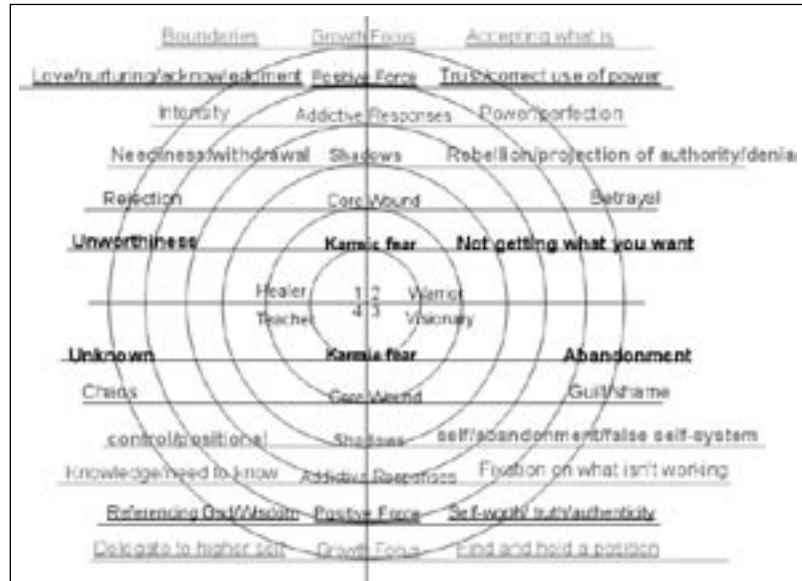 Bounderies Growth Focus Accepting what is
Love/nurturing/acknowledgment Positive Force Trust/correct use of power
Intensity Addictive Responses Power/perfection
Neediness/withdrawal Shadows Rebellion/projection of authority/denia
Rejection Core Wound Betrayal
Unworthiness Karmic fear Not getting what you want
Healer 1 2 Warrior
Teacher 4 3 Visionary
Unknown Karmic fear Abandonment
Chaos Core Wound Guilt/shame
control/positional Shadows self/abandonment/false self-system
Knowledge/need to know Addictive Responses Fixation on what isn't working
Referencing God/Wisdom Positive Force Self-worth/ truth/authenticity
Delegate to higher self Growth Focus Find and hold a position